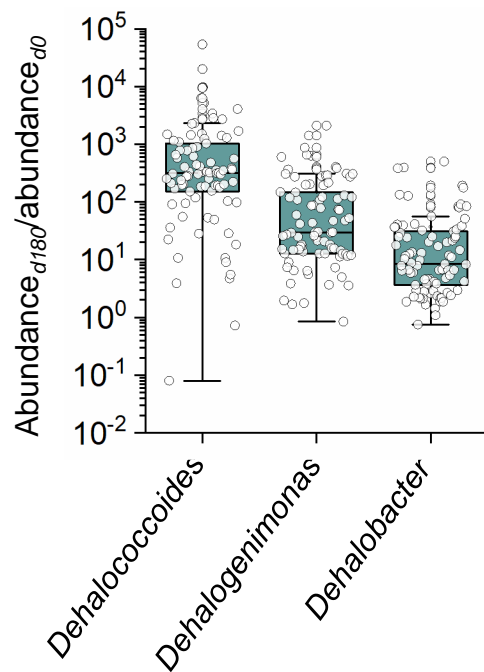 Abundance_d180/abundance_d0
10^5
10^4
10^3
10^2
10^1
10^0
10^-1
10^-2
Dehalococcoides
Dehalogenimonas
Dehalobacter